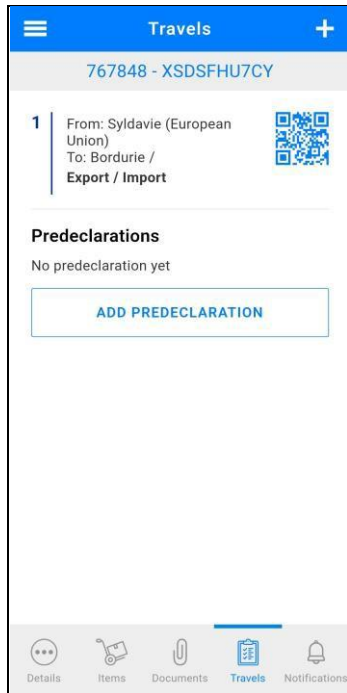 Travels
767848 - XSDSFHU7CY
1
From: Syldavie (European
Union)
To: Bordurie /
Export / Import
Predeclarations
No predeclaration yet
ADD PREDECLARATION
Details
Items
Documents
Travels
Notifications